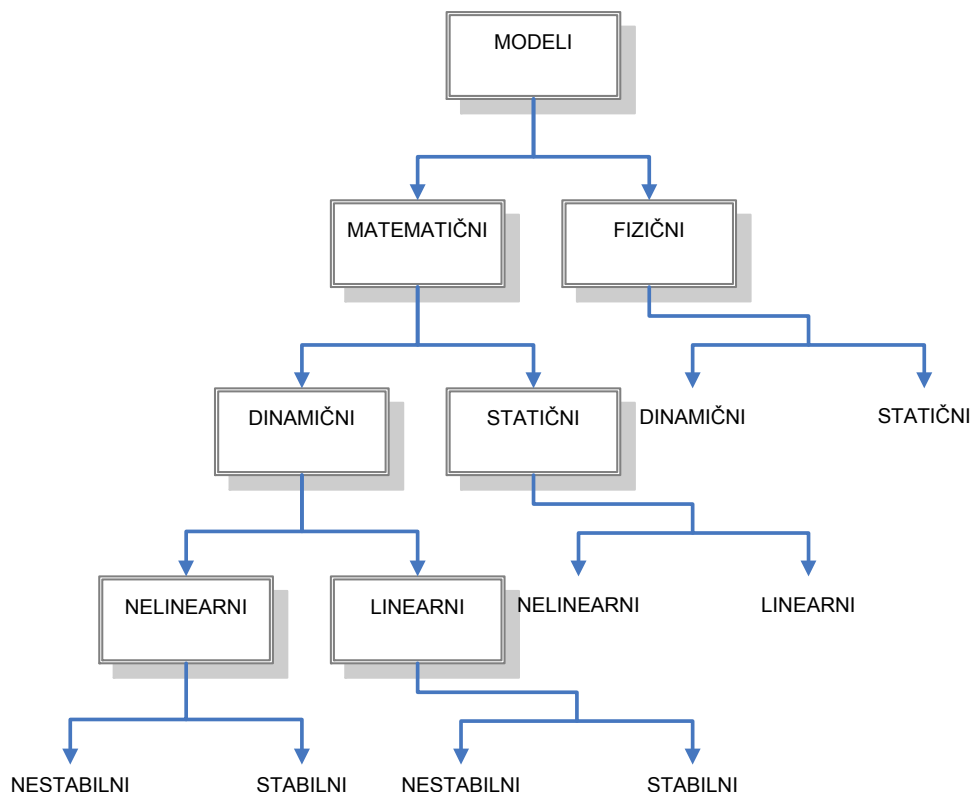 MODELI
MATEMATIČNI
FIZIČNI
DINAMIČNI
STATIČNI
DINAMIČNI
STATIČNI
NELINEARNI
LINEARNI
NELINEARNI
LINEARNI
NESTABILNI
STABILNI
NESTABILNI
STABILNI